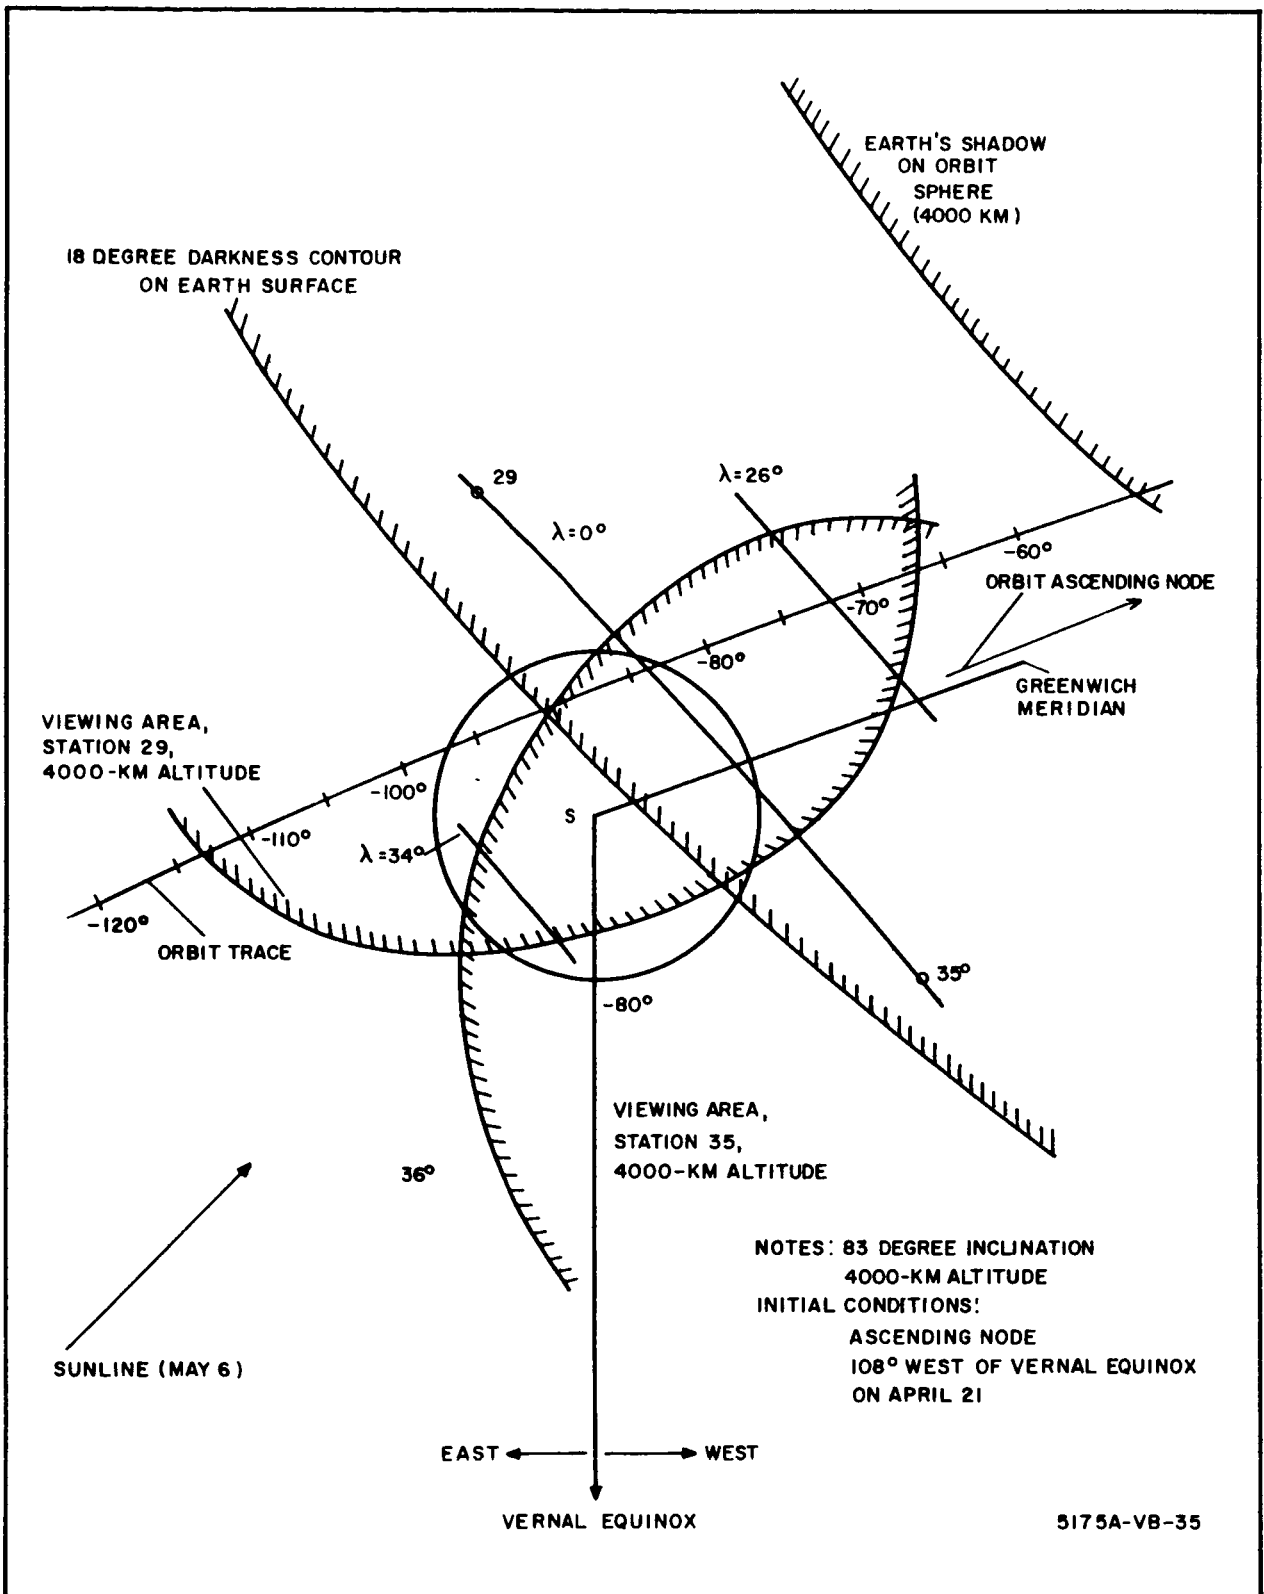 EARTH'S SHADOW
ON ORBIT
SPHERE
(4000 KM)
18 DEGREE DARKNESS CONTOUR
ON EARTH SURFACE
29
λ=26°
λ=0°
-60°
ORBIT ASCENDING NODE
-70°
-80°
GREENWICH
MERIDIAN
VIEWING AREA,
STATION 29,
4000-KM ALTITUDE
-100°
S
-110°
λ=34°
-120°
ORBIT TRACE
35°
-80°
VIEWING AREA,
STATION 35,
4000-KM ALTITUDE
36°
NOTES: 83 DEGREE INCLINATION
4000-KM ALTITUDE
INITIAL CONDITIONS:
ASCENDING NODE
108° WEST OF VERNAL EQUINOX
ON APRIL 21
SUNLINE (MAY 6)
EAST
WEST
VERNAL EQUINOX
5175A-VB-35